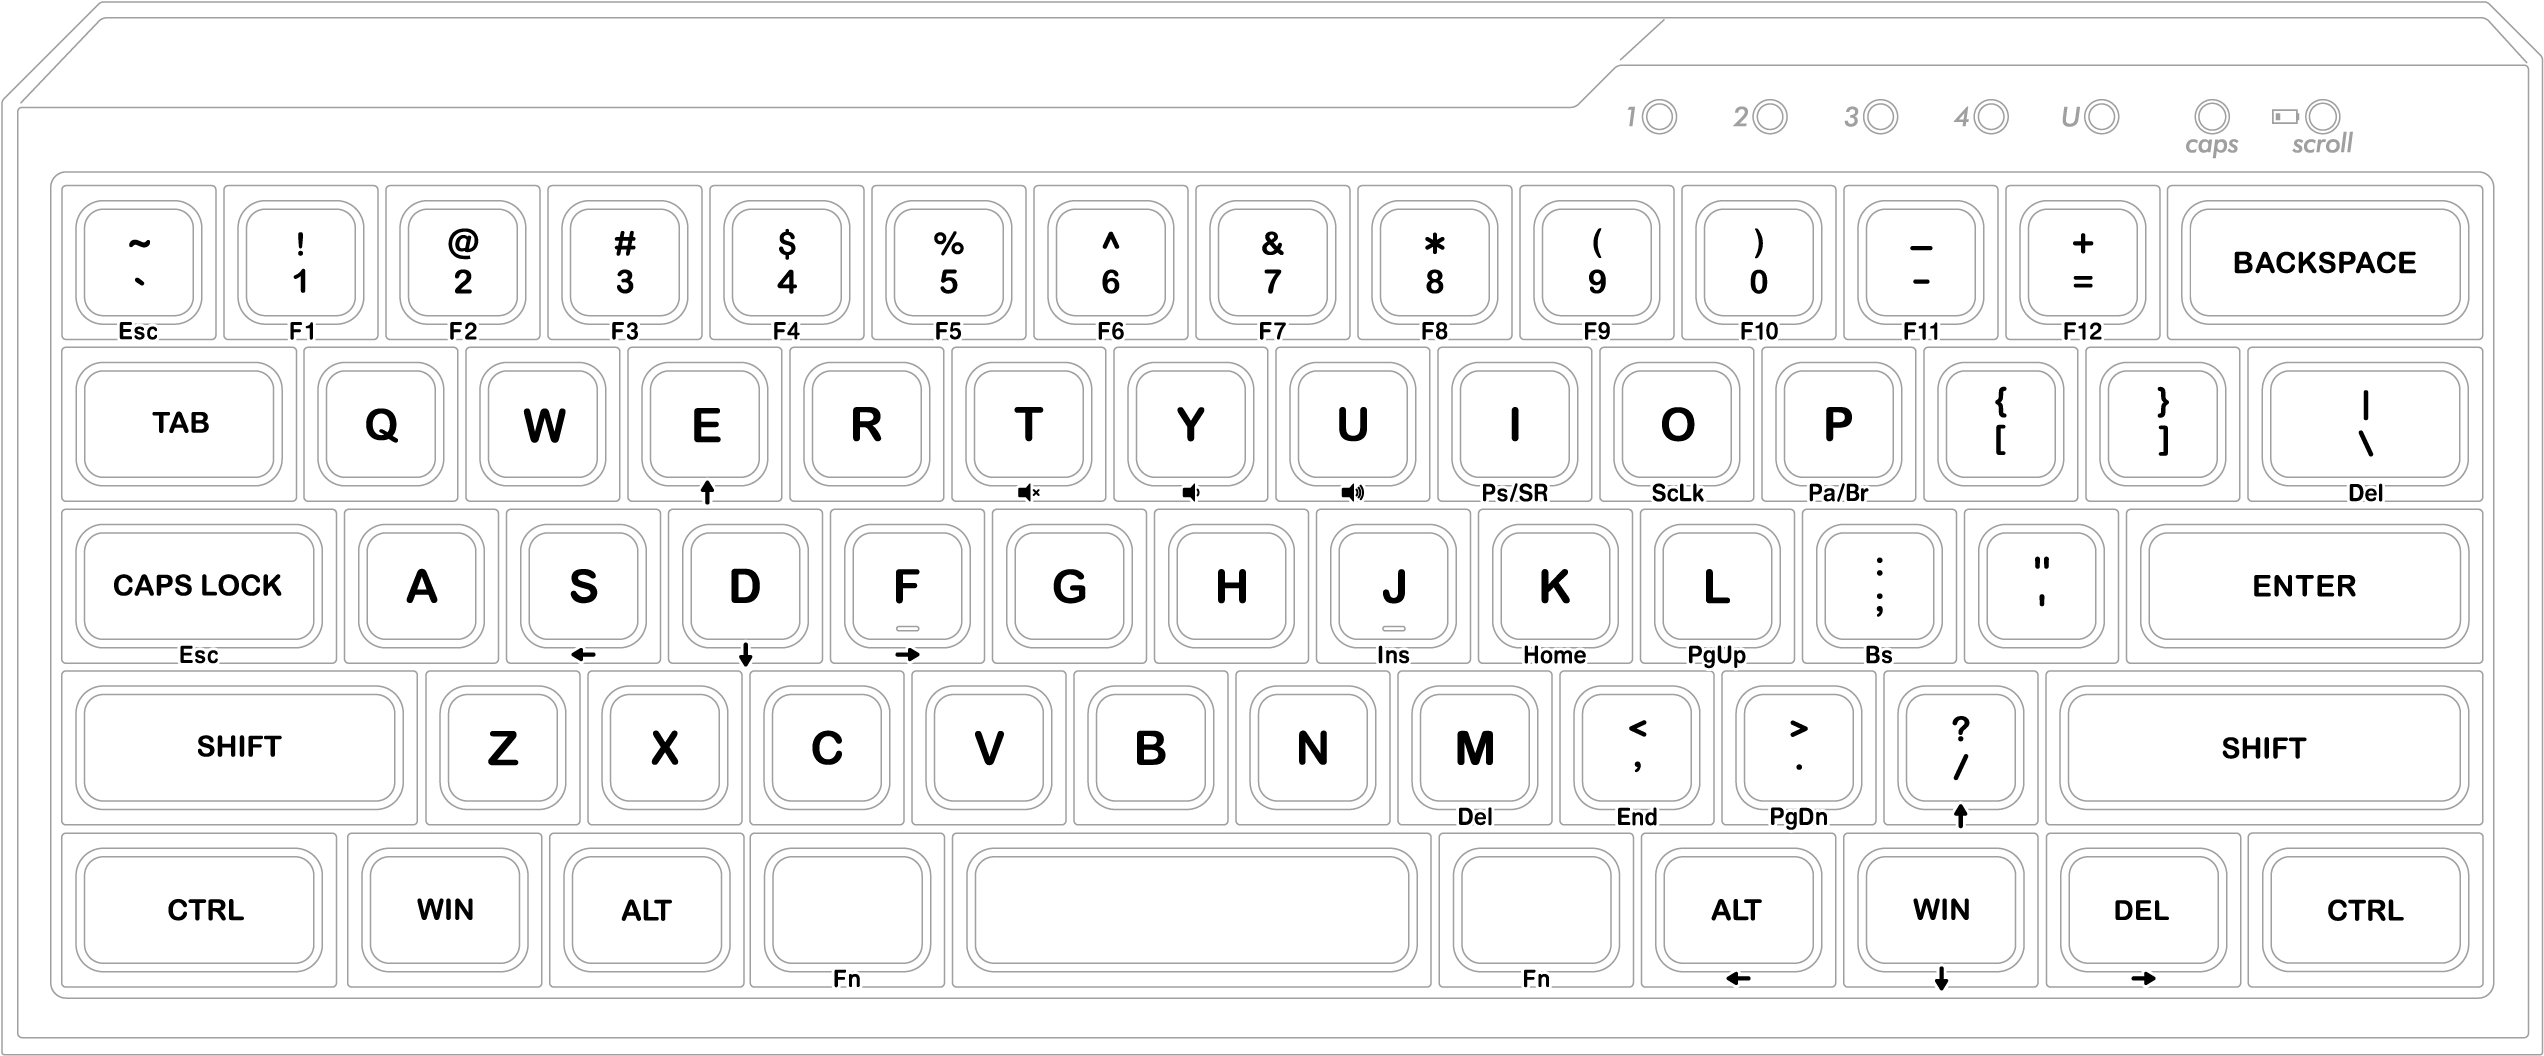 1 2 3 4 U
caps scroll
~ ! @ # $ % ^ & * ( ) _ +
` 1 2 3 4 5 6 7 8 9 0 - = BACKSPACE
Esc F1 F2 F3 F4 F5 F6 F7 F8 F9 F10 F11 F12
{ } |
TAB Q W E R T Y U I O P [ ] \
↑ Ps/SR ScLk Pa/Br Del
: "
CAPS LOCK A S D F G H J K L ; ' ENTER
Esc ← ↓ → Ins Home PgUp Bs
< > ?
SHIFT Z X C V B N M , . / SHIFT
Del End PgDn ↑
CTRL WIN ALT ALT WIN DEL CTRL
Fn Fn ← ↓ →